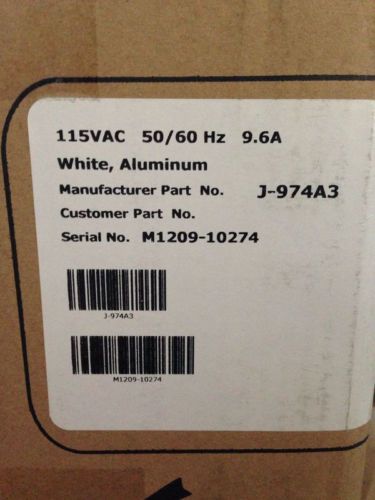 115VAC 50/60 Hz 9.6A
White, Aluminum
Manufacturer Part No. J-974A3
Customer Part No.
Serial No. M1209-10274
J-974A3
M1209-10274